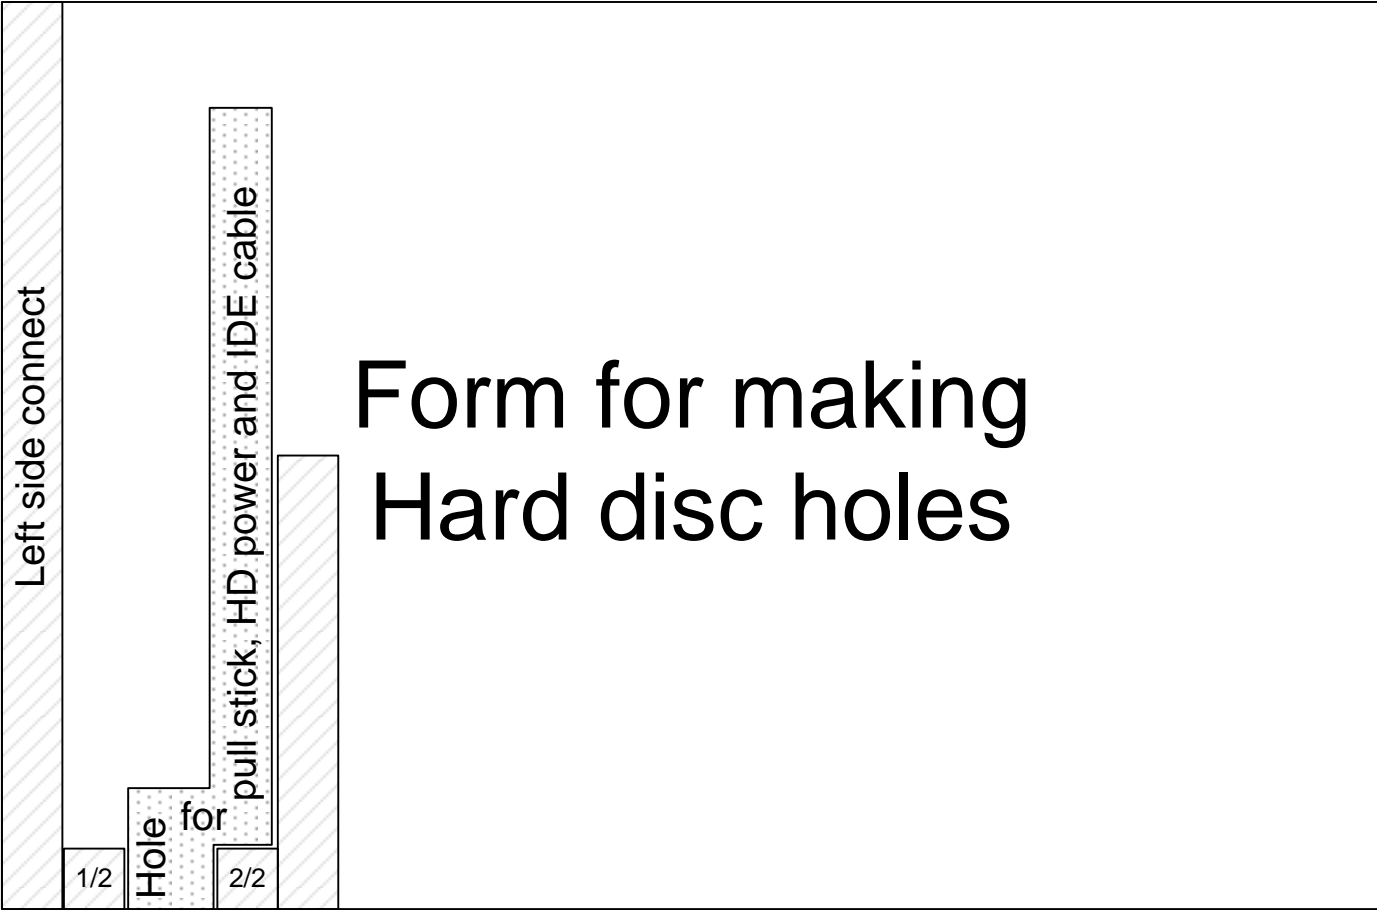 Left side connect
Hole for pull stick, HD power and IDE cable
Form for making
Hard disc holes
1/2
2/2